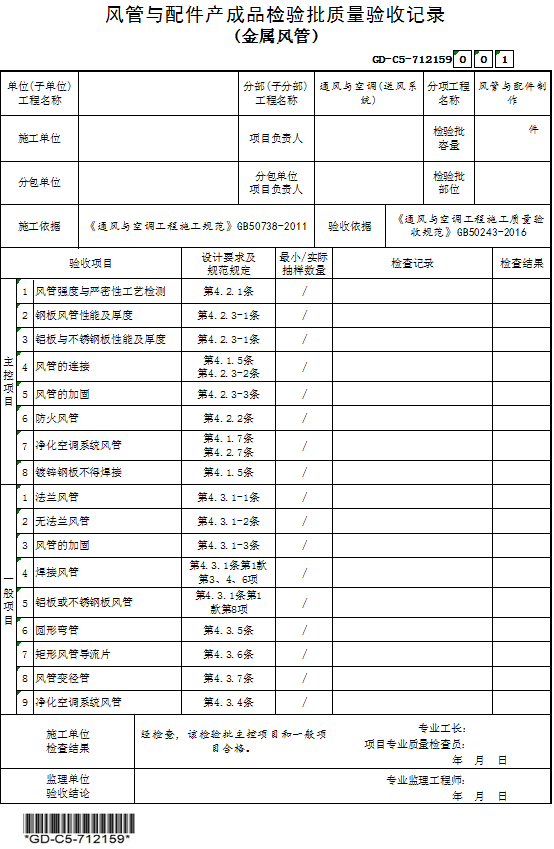 风管与配件产成品检验批质量验收记录
（金属风管）
GD-C5-712159 0 0 1
单位(子单位)
工程名称
分部(子分部)
工程名称
通风与空调(送风系
统)
分项工程
名称
风管与配件制
作
施工单位
项目负责人
检验批
容量
件
分包单位
分包单位
项目负责人
检验批
部位
施工依据
《通风与空调工程施工规范》GB50738-2011
验收依据
《通风与空调工程施工质量验
收规范》GB50243-2016
验收项目
设计要求及
规范规定
最小/实际
抽样数量
检查记录
检查结果
主控项目
1 风管强度与严密性工艺检测 第4.2.1条 /
2 钢板风管性能及厚度 第4.2.3-1条 /
3 铝板与不锈钢板性能及厚度 第4.2.3-1条 /
4 风管的连接 第4.1.5条
第4.2.3-2条 /
5 风管的加固 第4.2.3-3条 /
6 防火风管 第4.2.2条 /
7 净化空调系统风管 第4.1.7条
第4.2.7条 /
8 镀锌钢板不得焊接 第4.1.5条 /
一般项目
1 法兰风管 第4.3.1-1条 /
2 无法兰风管 第4.3.1-2条 /
3 风管的加固 第4.3.1-3条 /
4 焊接风管 第4.3.1条第1款
第3、4、6项 /
5 铝板或不锈钢板风管 第4.3.1条第1
款第8项 /
6 圆形弯管 第4.3.5条 /
7 矩形风管导流片 第4.3.6条 /
8 风管变径管 第4.3.7条 /
9 净化空调系统风管 第4.3.4条 /
施工单位
检查结果
经检查，该检验批主控项目和一般项
目合格。
专业工长：
项目专业质量检查员：
年 月 日
监理单位
验收结论
专业监理工程师：
年 月 日
*GD-C5-712159*